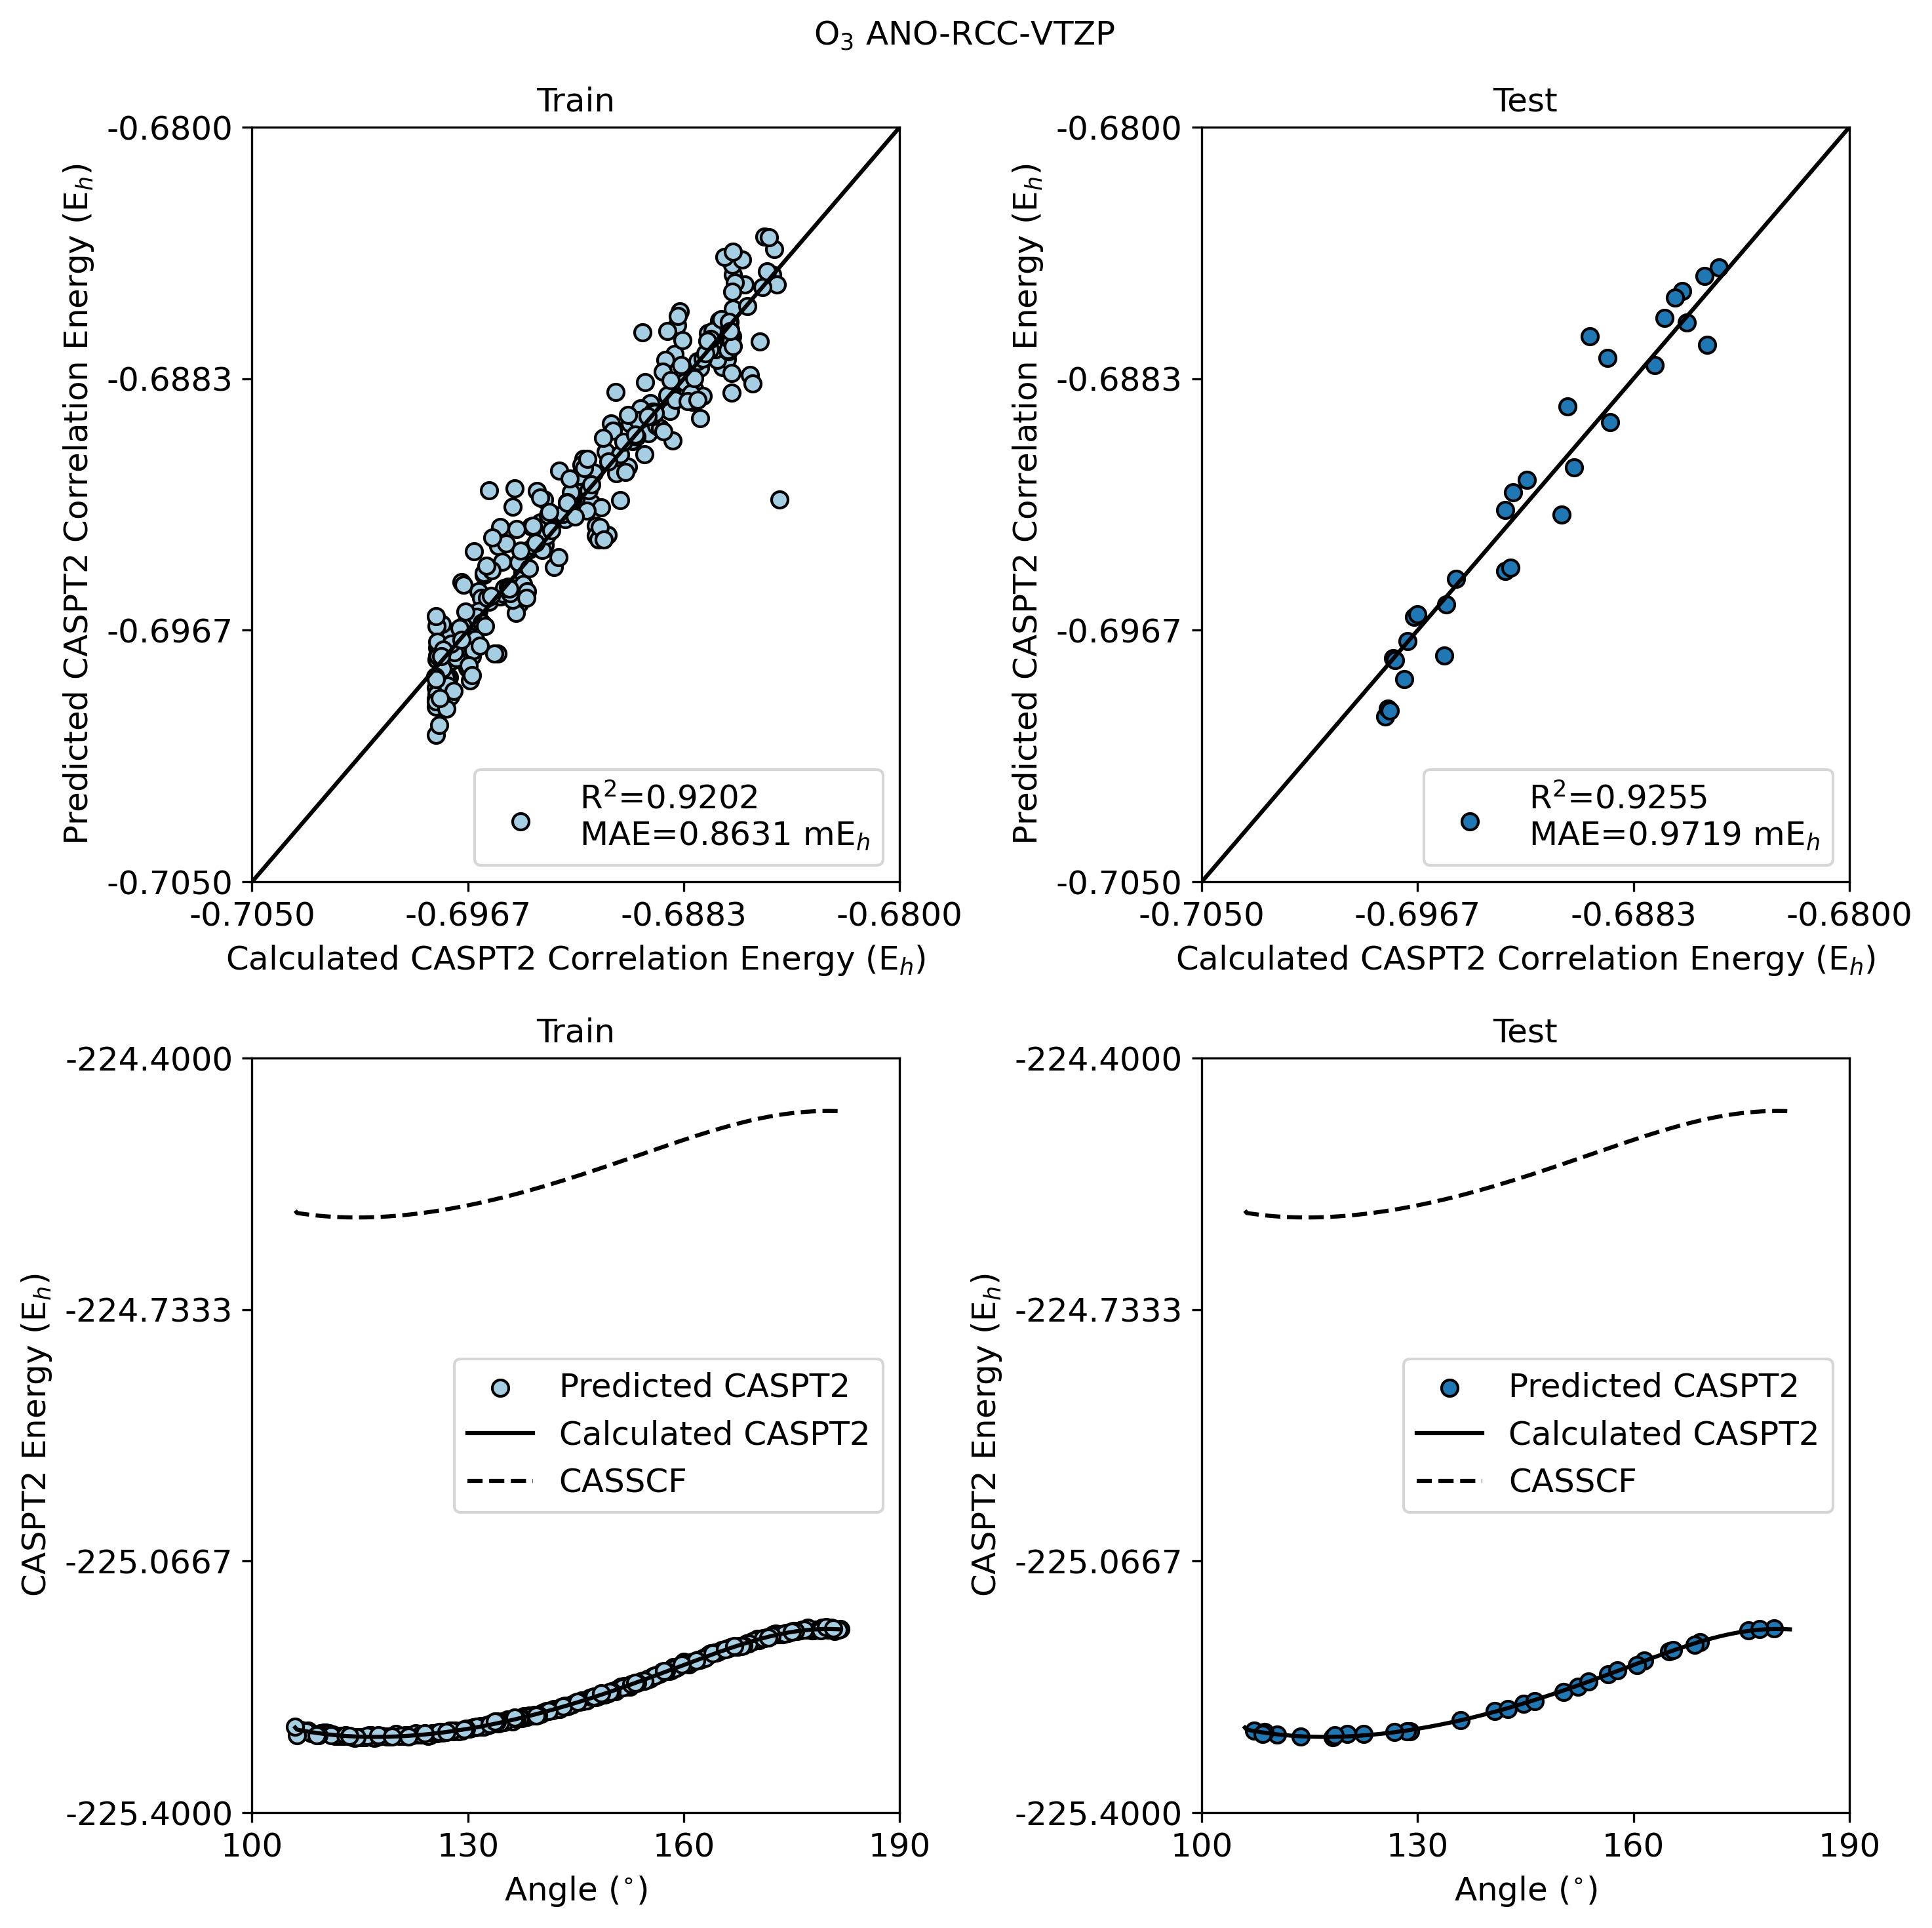 O₃ ANO-RCC-VTZP
Train
-0.6800
-0.6883
-0.6967
-0.7050
-0.7050 -0.6967 -0.6883 -0.6800
Predicted CASPT2 Correlation Energy (Eₕ)
Calculated CASPT2 Correlation Energy (Eₕ)
R²=0.9202
MAE=0.8631 mEₕ
Test
-0.6800
-0.6883
-0.6967
-0.7050
-0.7050 -0.6967 -0.6883 -0.6800
Predicted CASPT2 Correlation Energy (Eₕ)
Calculated CASPT2 Correlation Energy (Eₕ)
R²=0.9255
MAE=0.9719 mEₕ
Train
-224.4000
-224.7333
-225.0667
-225.4000
100 130 160 190
CASPT2 Energy (Eₕ)
Angle (°)
Predicted CASPT2
Calculated CASPT2
CASSCF
Test
-224.4000
-224.7333
-225.0667
-225.4000
100 130 160 190
CASPT2 Energy (Eₕ)
Angle (°)
Predicted CASPT2
Calculated CASPT2
CASSCF